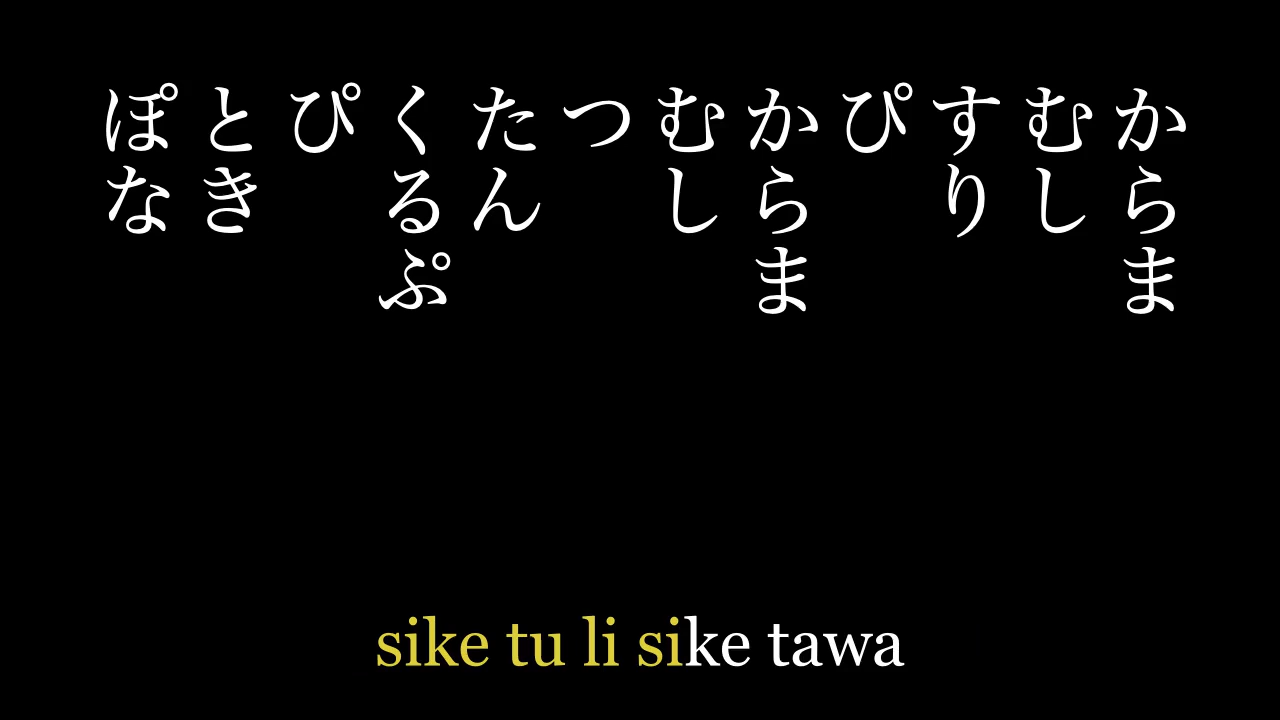 からま
むし
すり
ぴ
からま
むし
つ
たん
くるぷ
ぴ
とき
ぽな
sike tu li sike tawa